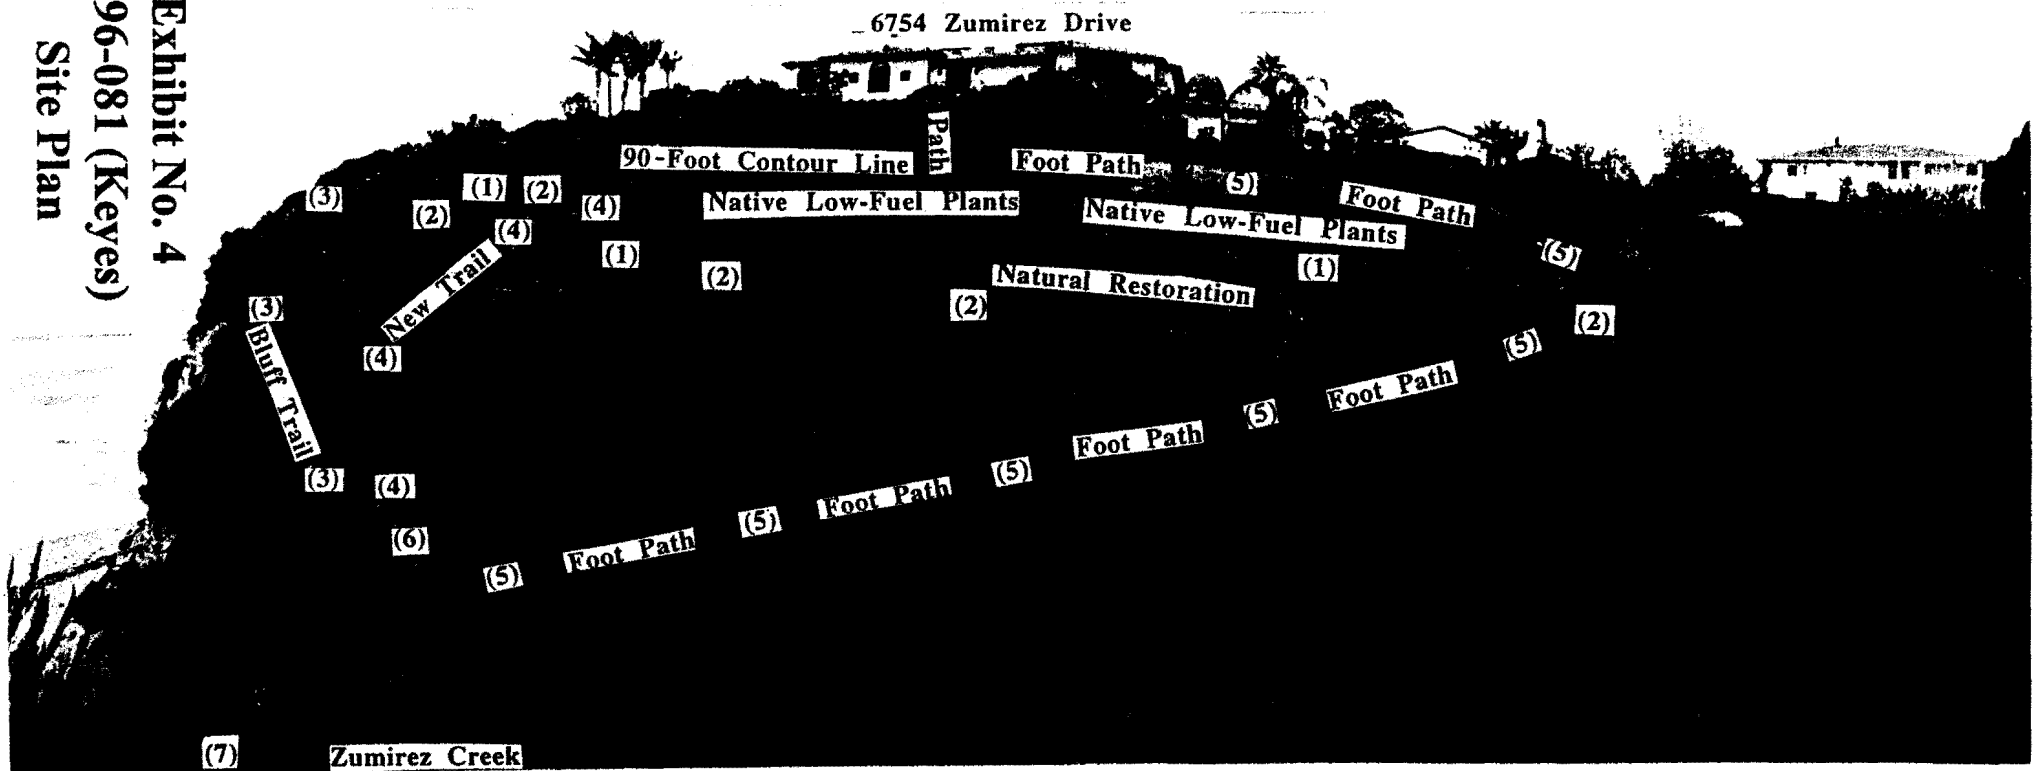 Exhibit No. 4
96-081 (Keyes)
Site Plan
6754 Zumirez Drive
Path
90-Foot Contour Line
Foot Path
(3)
(1)
(2)
(2)
(4)
(5)
Foot Path
Native Low-Fuel Plants
Native Low-Fuel Plants
(4)
(1)
(5)
New Trail
(2)
(1)
Natural Restoration
(2)
(3)
(2)
Bluff Trail
(4)
(5)
Foot Path
(5)
Foot Path
(3)
(4)
(5)
Foot Path
(5)
(6)
Foot Path
(5)
(7)
Zumirez Creek